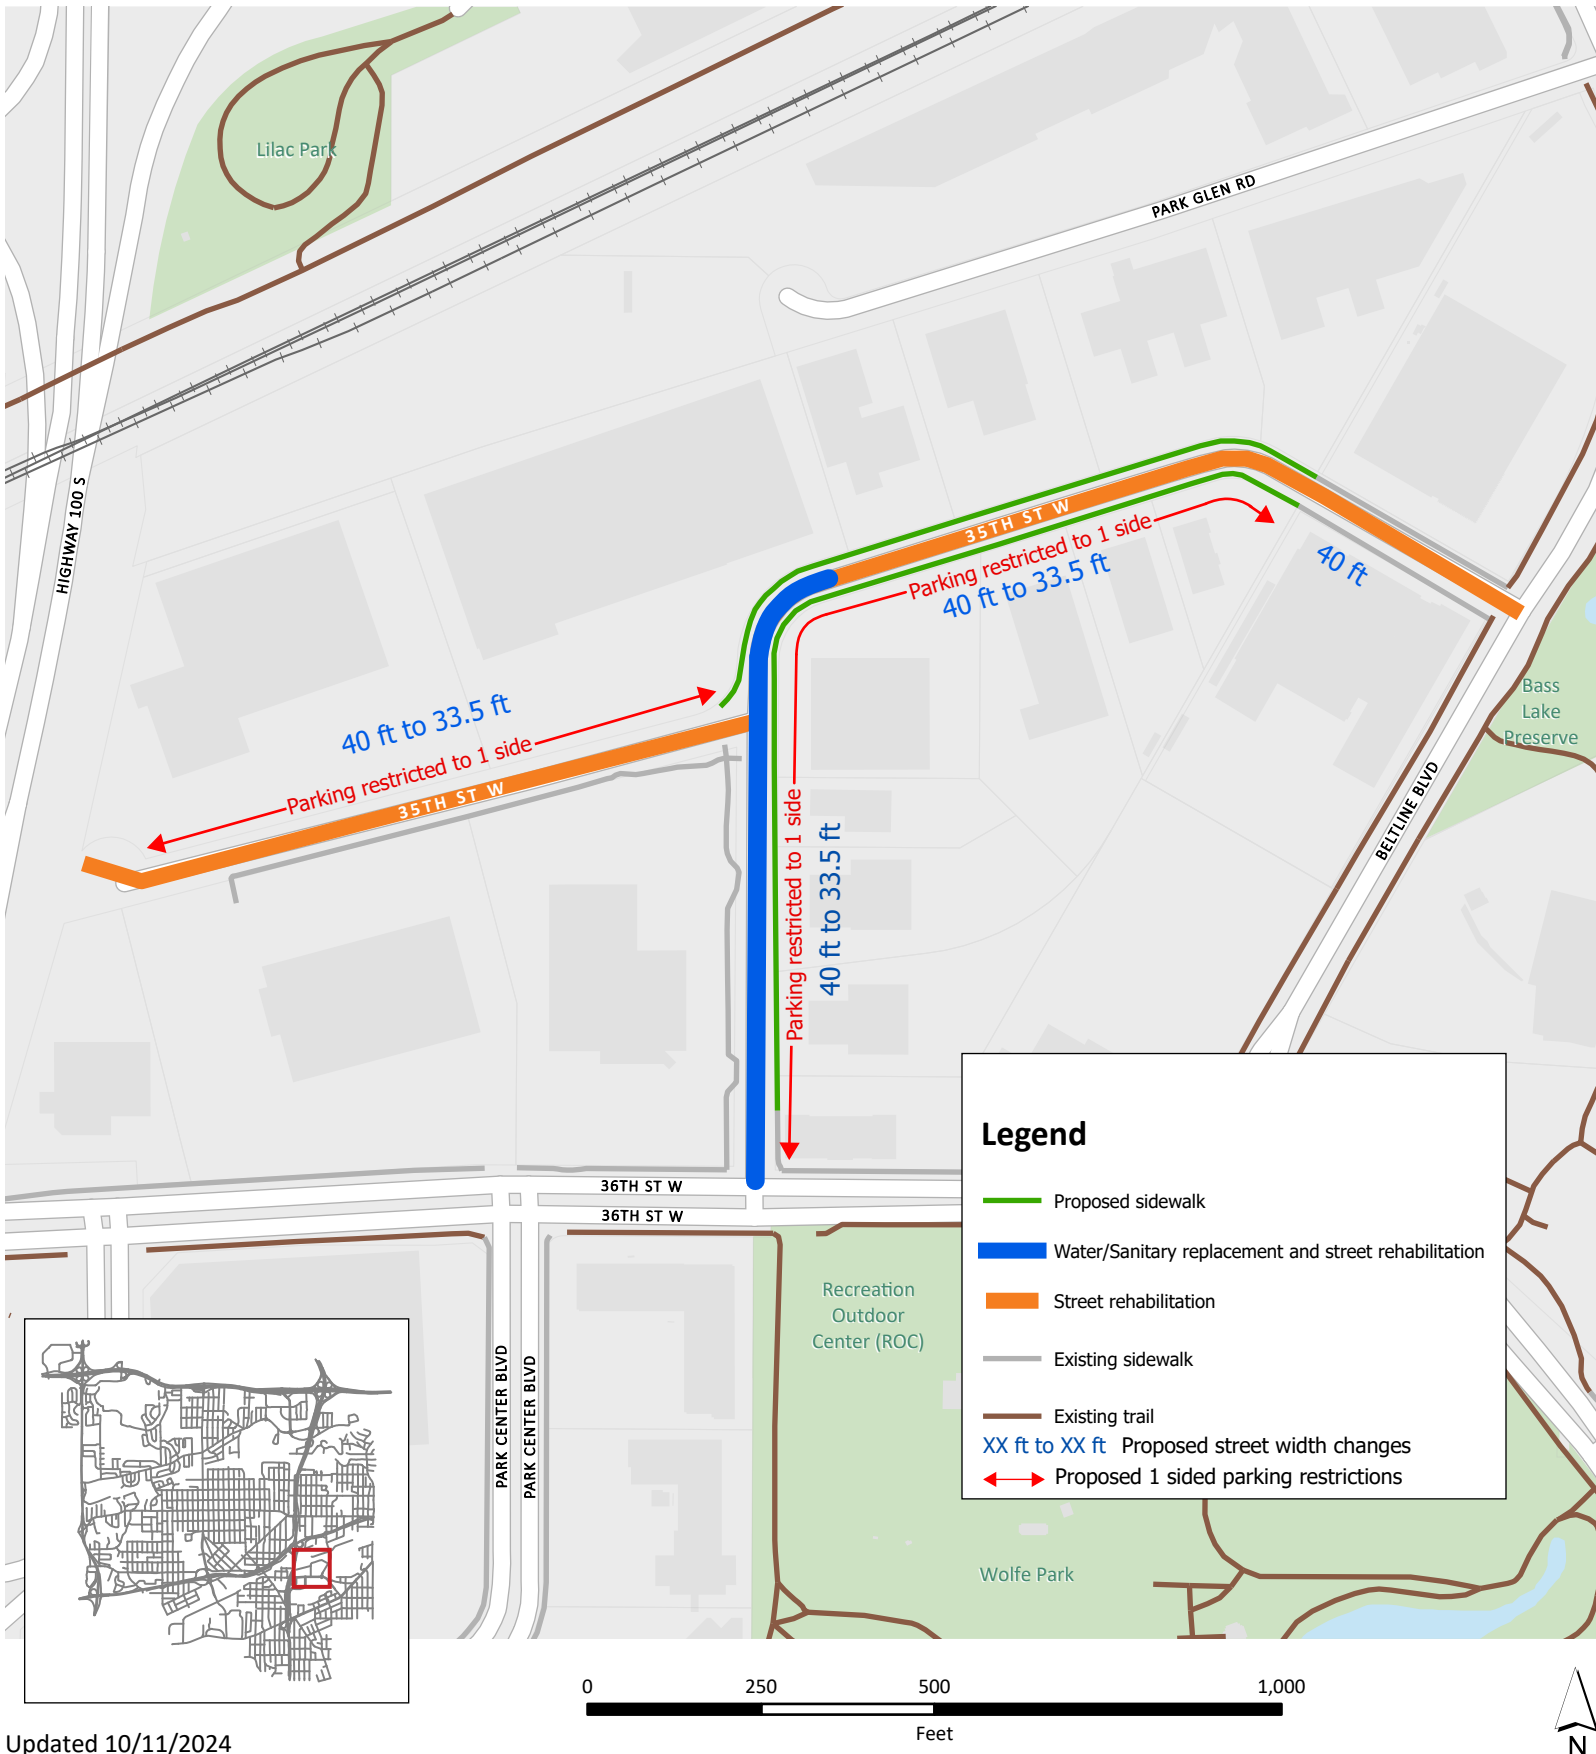 Lilac Park
PARK GLEN RD
HIGHWAY 100 S
35TH ST W
Parking restricted to 1 side
40 ft to 33.5 ft
40 ft
40 ft to 33.5 ft
Parking restricted to 1 side
35TH ST W
Bass
Lake
Preserve
BELTLINE BLVD
Parking restricted to 1 side
40 ft to 33.5 ft
36TH ST W
36TH ST W
Recreation
Outdoor
Center (ROC)
PARK CENTER BLVD
PARK CENTER BLVD
Wolfe Park
Legend
Proposed sidewalk
Water/Sanitary replacement and street rehabilitation
Street rehabilitation
Existing sidewalk
Existing trail
XX ft to XX ft Proposed street width changes
Proposed 1 sided parking restrictions
0 250 500 1,000
Feet
N
Updated 10/11/2024